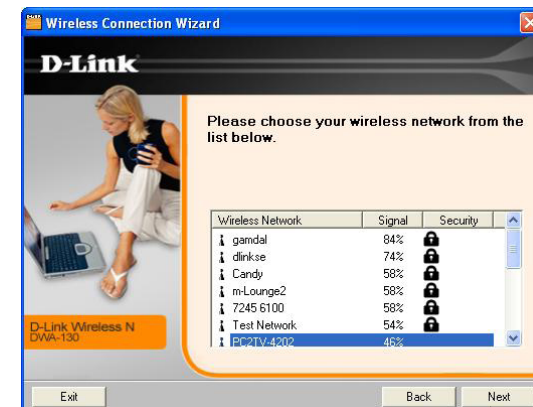 Wireless Connection Wizard
D-Link
Please choose your wireless network from the
list below.
Wireless Network Signal Security
gamdal 84%
dlinkse 74%
Candy 58%
m-Lounge2 58%
7245 6100 58%
Test Network 54%
PC2TV-4202 46%
D-Link Wireless N
DWA-130
Exit Back Next